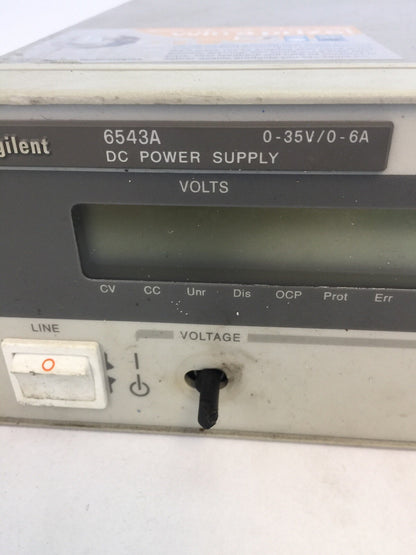 gilent
6543A 0-35V/0-6A
DC POWER SUPPLY
VOLTS
CV CC Unr Dis OCP Prot Err
LINE
VOLTAGE
O
I